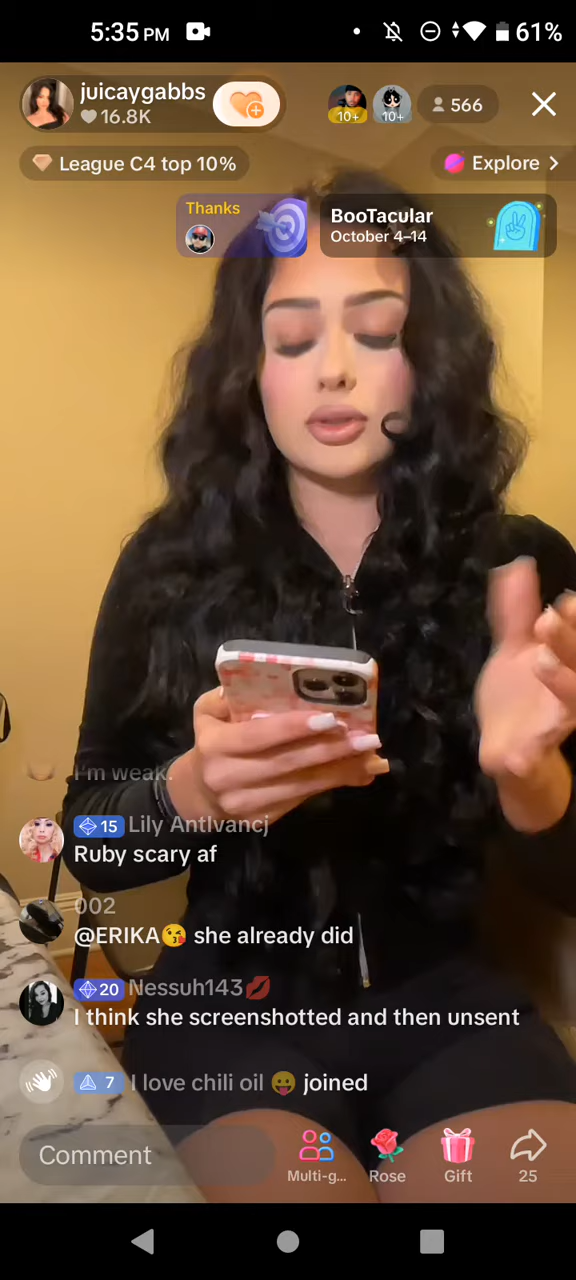 5:35 PM
61%
juicaygabbs
16.8K
10+
10+
566
League C4 top 10%
Explore >
Thanks
BooTacular
October 4–14
I'm weak.
15 Lily Antlvancj
Ruby scary af
002
@ERIKA😘 she already did
20 Nessuh143💋
I think she screenshotted and then unsent
7 I love chili oil 😛 joined
Comment
Multi-g...
Rose
Gift
25